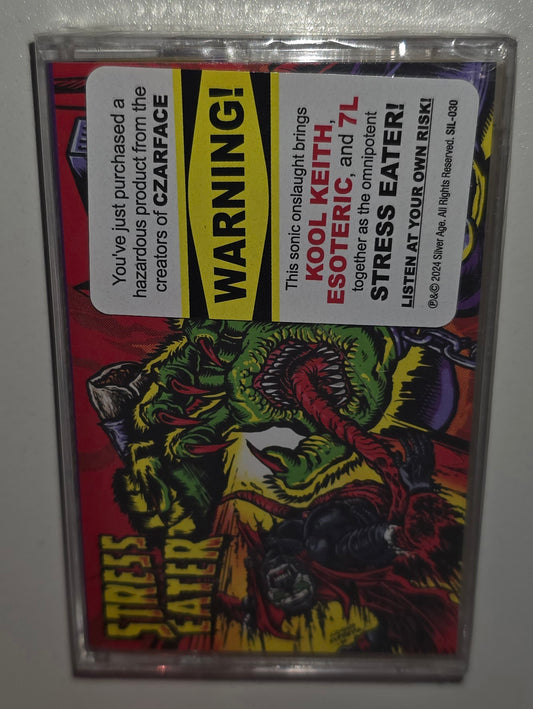 You've just purchased a
hazardous product from the
creators of CZARFACE
WARNING!
This sonic onslaught brings
KOOL KEITH,
ESOTERIC, and 7L
together as the omnipotent
STRESS EATER!
LISTEN AT YOUR OWN RISK!
℗&© 2024 Silver Age. All Rights Reserved. SIL-030
STRESS
EATER